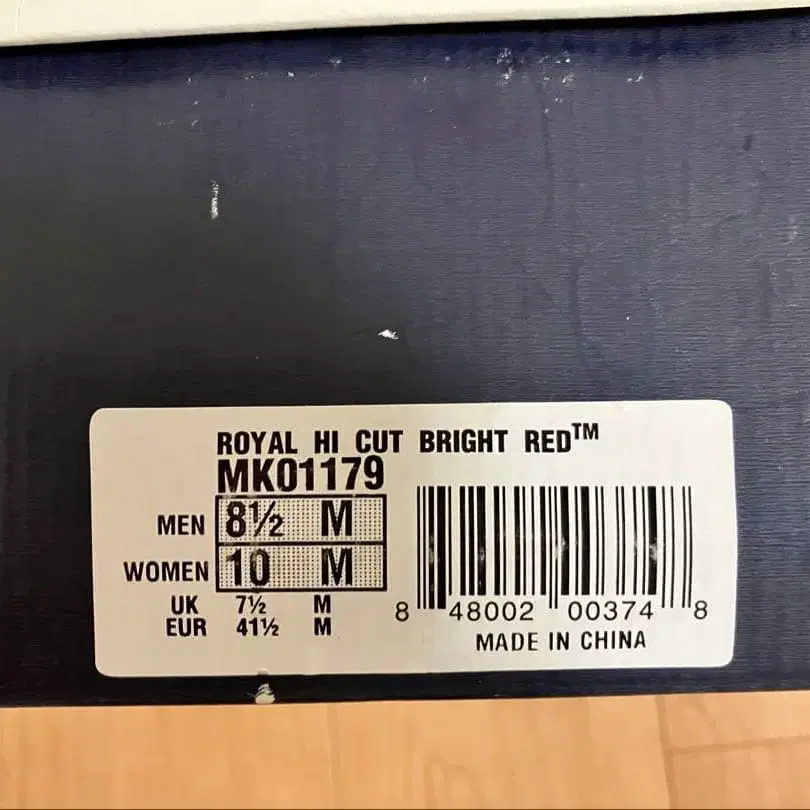 ROYAL HI CUT BRIGHT RED™
MK01179
MEN 8½ M
WOMEN 10 M
UK 7½ M
EUR 41½ M
8 48002 00374 8
MADE IN CHINA